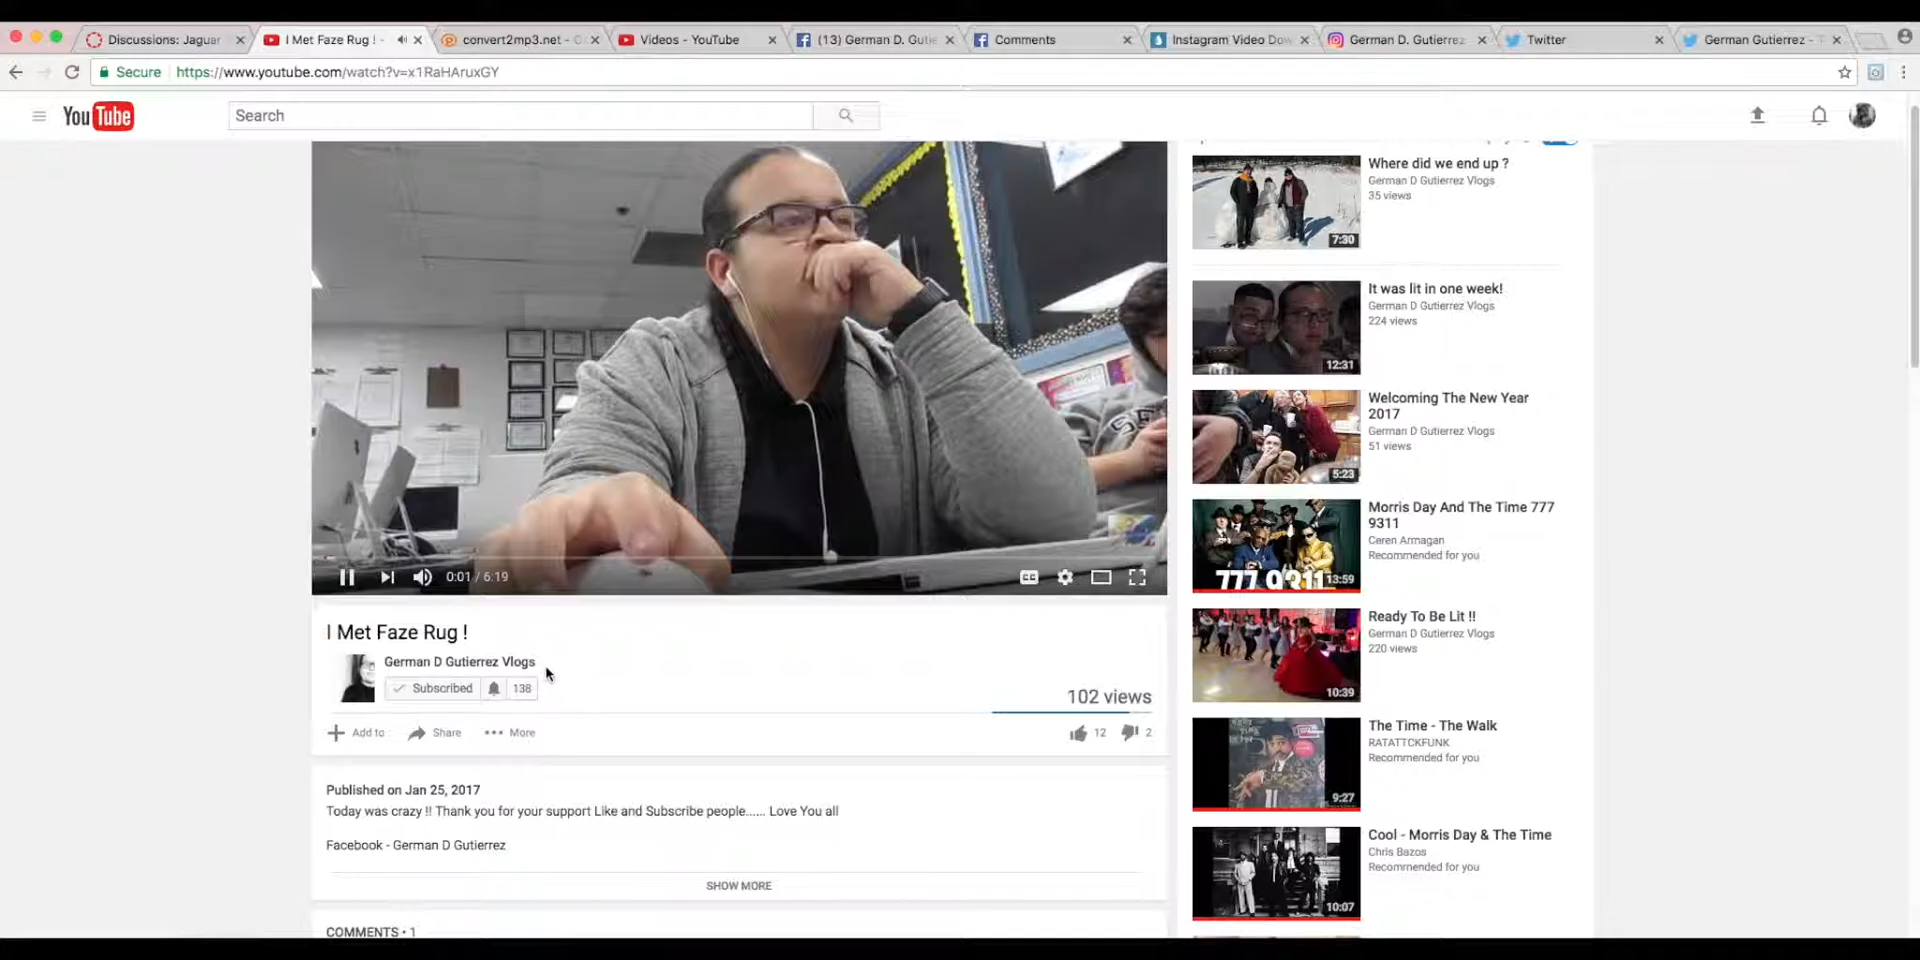 Discussions: Jaguar
I Met Faze Rug ! -
convert2mp3.net -
Videos - YouTube
(13) German D. Gutie
Comments
Instagram Video Dow
German D. Gutierrez
Twitter
German Gutierrez -
Secure
https://www.youtube.com/watch?v=x1RaHAruxGY
YouTube
Search
0:01 / 6:19
CC
I Met Faze Rug !
German D Gutierrez Vlogs
Subscribed
138
102 views
Add to
Share
More
12
2
Published on Jan 25, 2017
Today was crazy !! Thank you for your support Like and Subscribe people...... Love You all
Facebook - German D Gutierrez
SHOW MORE
COMMENTS • 1
Where did we end up ?
German D Gutierrez Vlogs
35 views
7:30
It was lit in one week!
German D Gutierrez Vlogs
224 views
12:31
Welcoming The New Year
2017
German D Gutierrez Vlogs
51 views
5:23
Morris Day And The Time 777
9311
Ceren Armagan
Recommended for you
777 9311
13:59
Ready To Be Lit !!
German D Gutierrez Vlogs
220 views
10:39
The Time - The Walk
RATATTCKFUNK
Recommended for you
9:27
Cool - Morris Day & The Time
Chris Bazos
Recommended for you
10:07